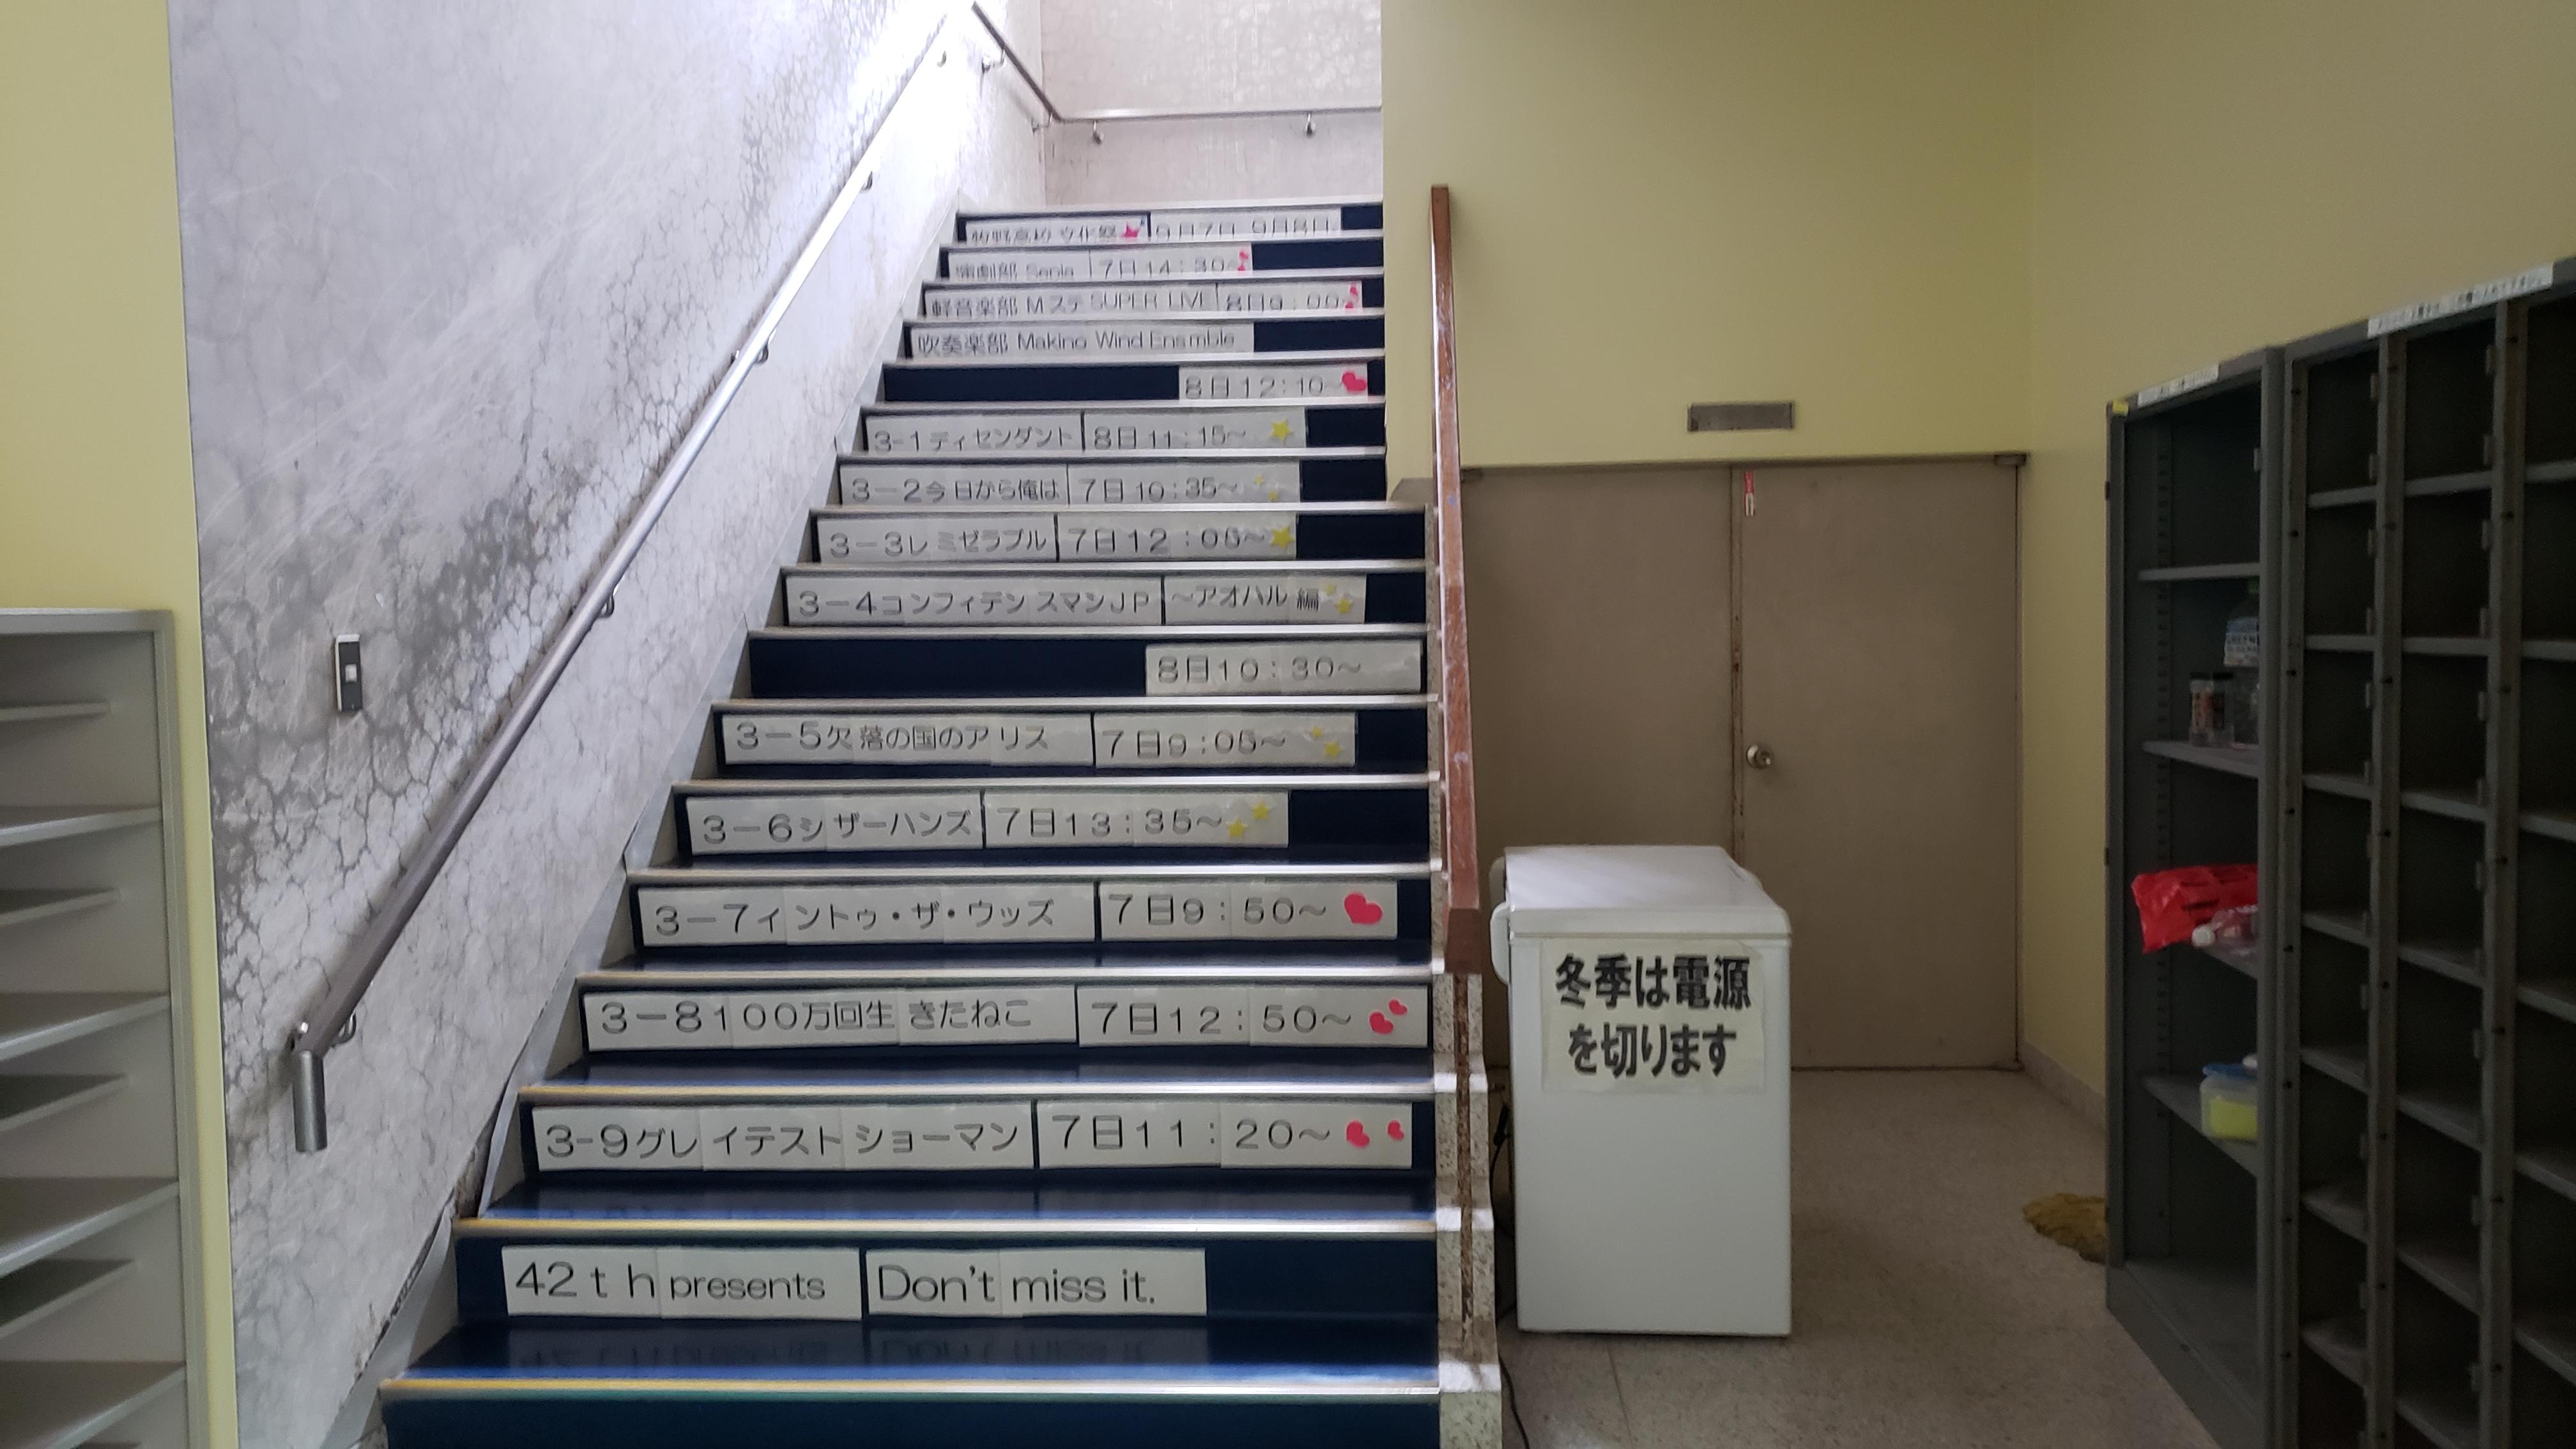 牧野高校 文化祭 9月7日 9月8日
演劇部 Sepia 7日14:30~
軽音楽部 Mステ SUPER LIVE 8日9:00~
吹奏楽部 Makino Wind Ensmble
8日12:10~
3-1ディセンダント 8日11:15~
3-2今日から俺は 7日10:35~
3-3レミゼラブル 7日12:05~
3-4コンフィデンスマンJP ~アオハル編
8日10:30~
3-5欠落の国のアリス 7日9:05~
3-6シザーハンズ 7日13:35~
3-7イントゥ・ザ・ウッズ 7日9:50~
3-8100万回生きたねこ 7日12:50~
3-9グレイテストショーマン 7日11:20~
42th presents Don't miss it.
冬季は電源
を切ります